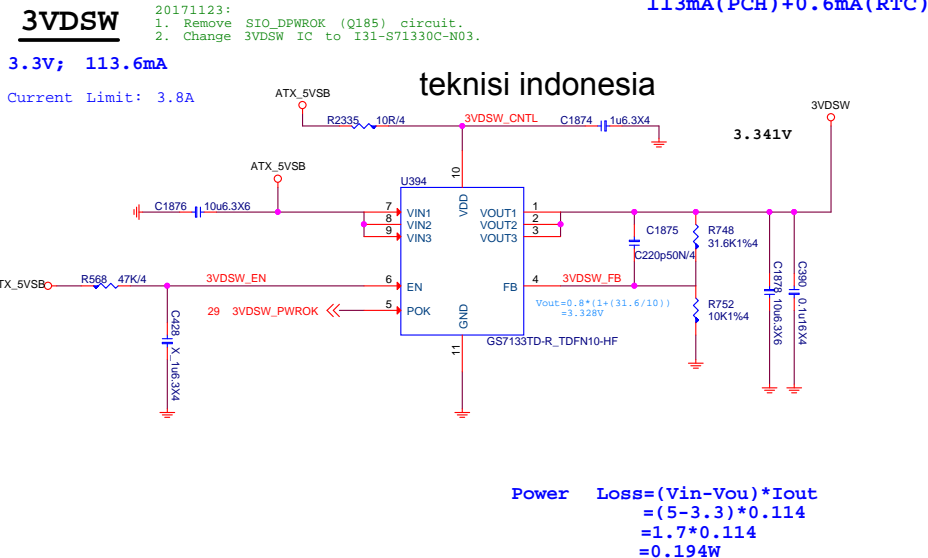 113mA(PCH)+0.6mA(RTC)
3VDSW
20171123:
1. Remove SIO_DPWROK (Q185) circuit.
2. Change 3VDSW IC to I31-S71330C-N03.
3.3V; 113.6mA
Current Limit: 3.8A
teknisi indonesia
ATX_5VSB
R2335 10R/4
3VDSW_CNTL
C1874 1u6.3X4
3VDSW
3.341V
ATX_5VSB
U394
10
VDD
C1876 10u6.3X6
7 VIN1
8 VIN2
9 VIN3
VOUT1 1
VOUT2 2
VOUT3 3
C1875
C220p50N/4
R748
31.6K1%4
TX_5VSB
R568 47K/4
3VDSW_EN
6 EN
FB 4
3VDSW_FB
Vout=0.8*(1+(31.6/10))
=3.328V
R752
10K1%4
C1878 10u6.3X6
C390 0.1u16X4
29 3VDSW_PWROK
5 POK
GND
11
C428 X_1u6.3X4
GS7133TD-R_TDFN10-HF
Power Loss=(Vin-Vou)*Iout
=(5-3.3)*0.114
=1.7*0.114
=0.194W